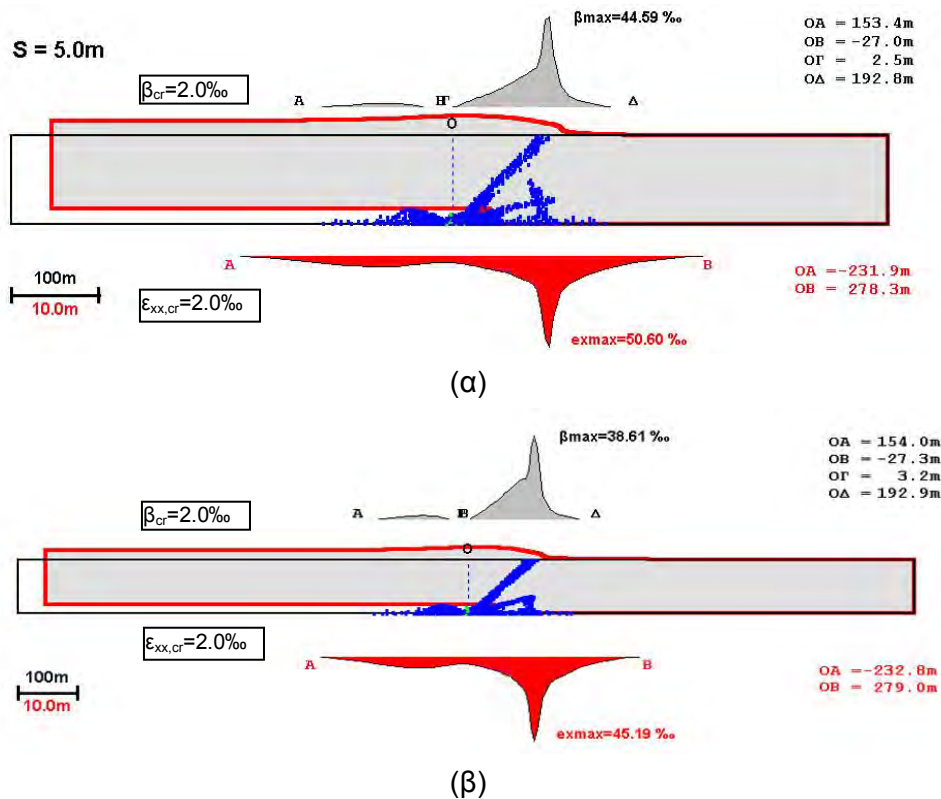 βmax=44.59 ‰
S = 5.0m
OA = 153.4m
OB = -27.0m
OΓ = 2.5m
OΔ = 192.8m
βcr=2.0‰
A
Δ
O
A
B
100m
10.0m
εxx,cr=2.0‰
OA =-231.9m
OB = 278.3m
exmax=50.60 ‰
(α)
βmax=38.61 ‰
OA = 154.0m
OB = -27.3m
OΓ = 3.2m
OΔ = 192.9m
βcr=2.0‰
A
Δ
O
εxx,cr=2.0‰
A
B
100m
10.0m
OA =-232.8m
OB = 279.0m
exmax=45.19 ‰
(β)